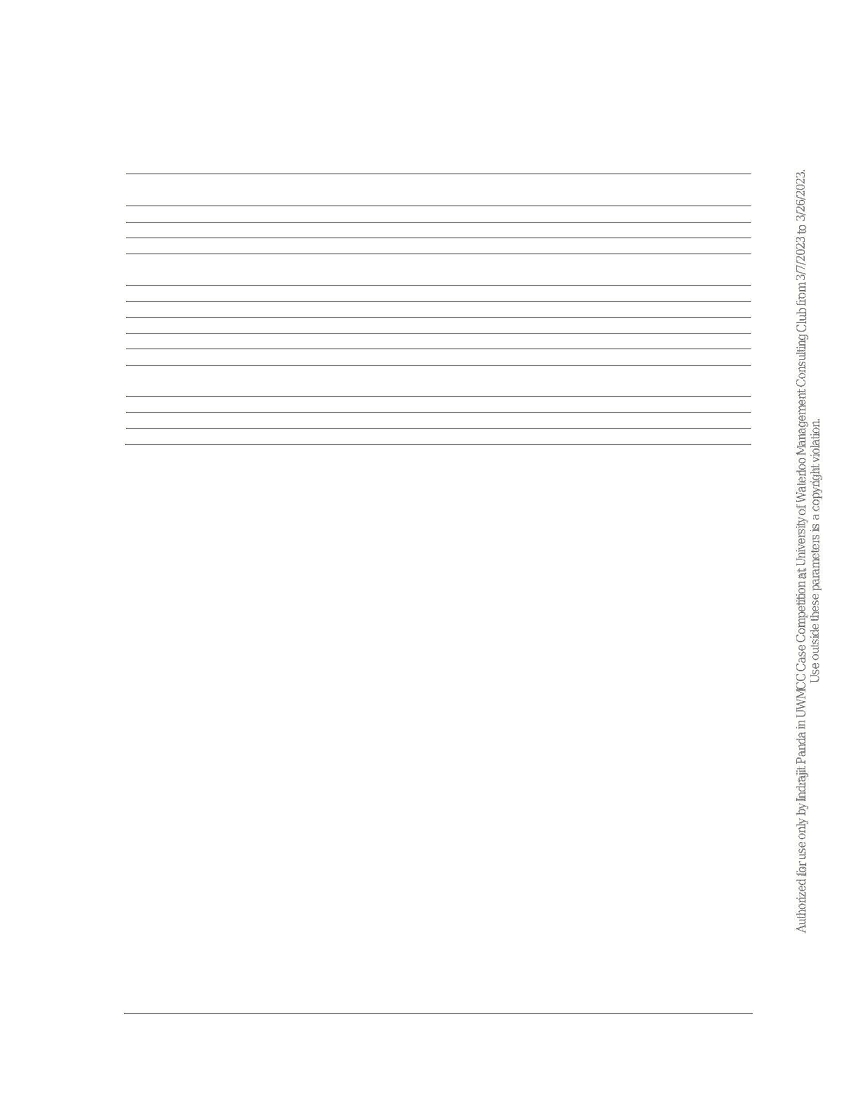 Authorized for use only by Indrajit Panda in UWMCC Case Competition at University of Waterloo Management Consulting Club from 3/7/2023 to 3/26/2023.
Use outside these parameters is a copyright violation.